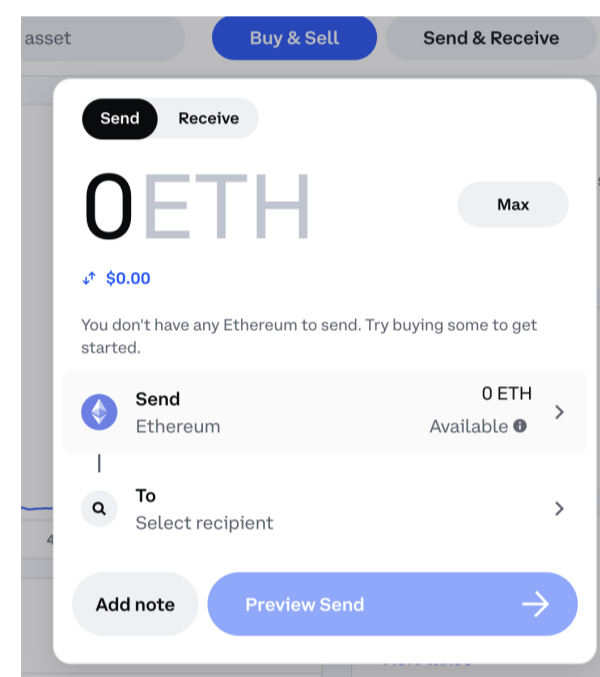 asset
Buy & Sell
Send & Receive
Send
Receive
0ETH
Max
$0.00
You don't have any Ethereum to send. Try buying some to get
started.
Send
0 ETH
Ethereum
Available
To
Select recipient
4
Add note
Preview Send